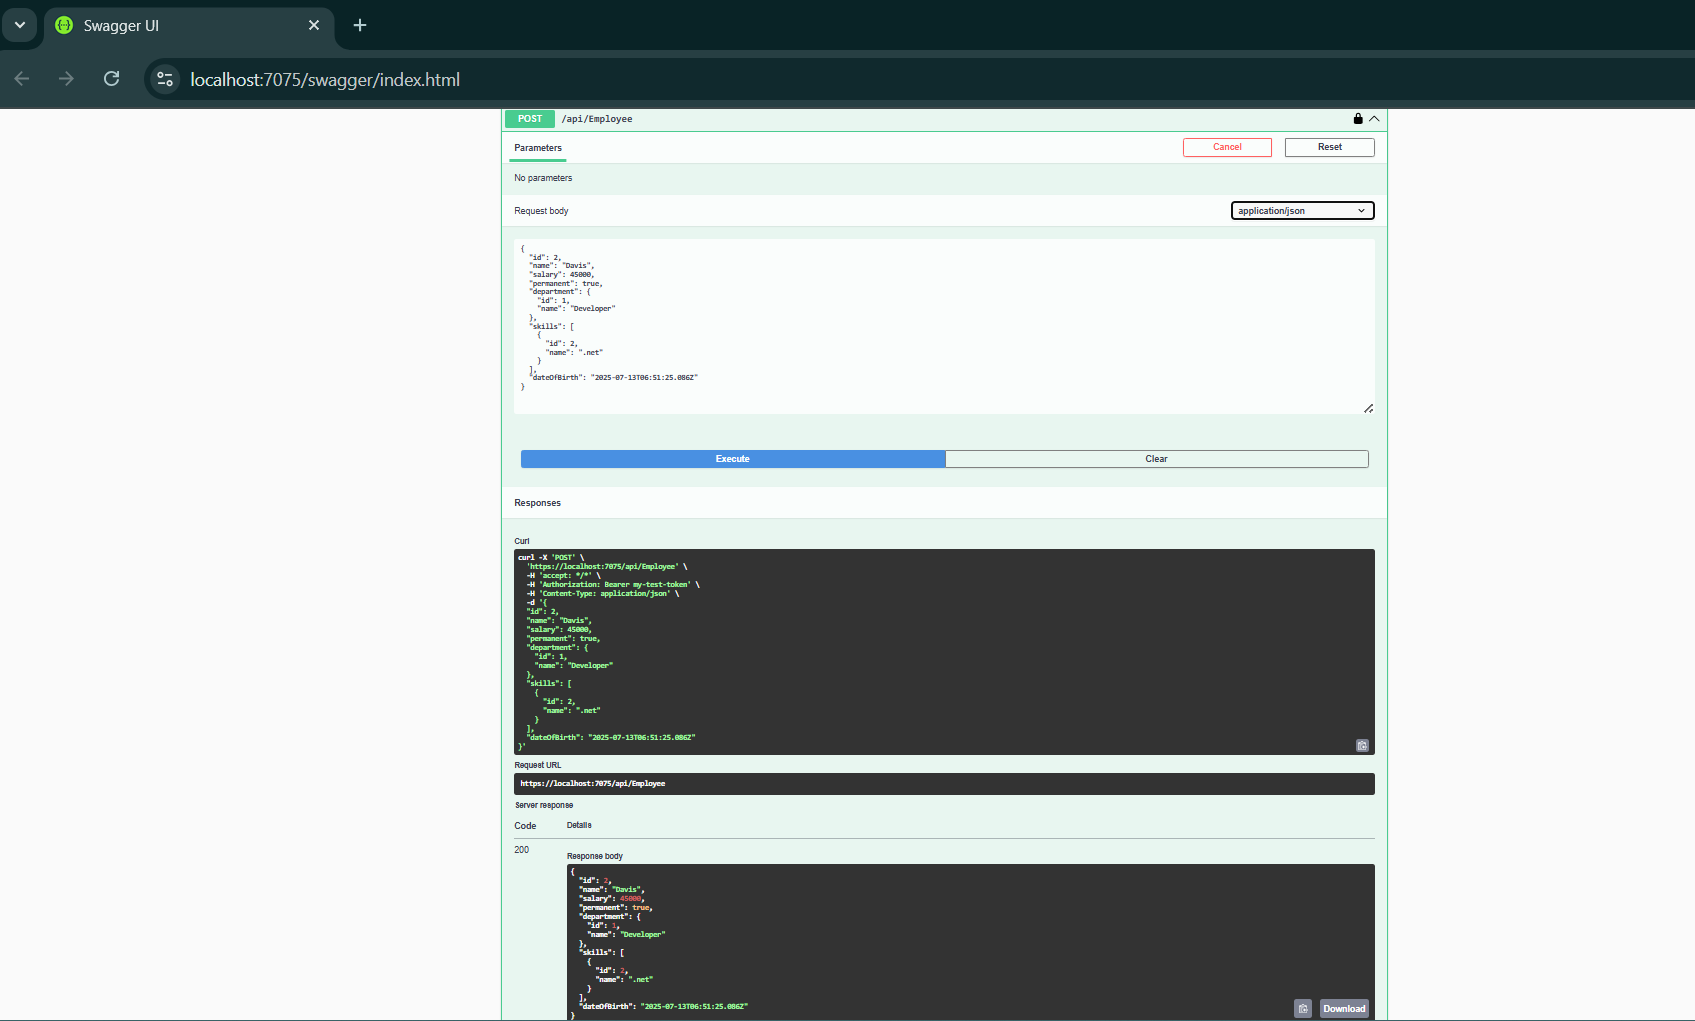 Swagger UI
localhost:7075/swagger/index.html
POST /api/Employee
Parameters
Cancel
Reset
No parameters
Request body
application/json
{
  "id": 2,
  "name": "Davis",
  "salary": 45000,
  "permanent": true,
  "department": {
    "id": 1,
    "name": "Developer"
  },
  "skills": [
    {
      "id": 2,
      "name": ".net"
    }
  ],
  "dateOfBirth": "2025-07-13T06:51:25.086Z"
}
Execute
Clear
Responses
Curl
curl -X 'POST' \
  'https://localhost:7075/api/Employee' \
  -H 'accept: */*' \
  -H 'Authorization: Bearer my-test-token' \
  -H 'Content-Type: application/json' \
  -d '{
  "id": 2,
  "name": "Davis",
  "salary": 45000,
  "permanent": true,
  "department": {
    "id": 1,
    "name": "Developer"
  },
  "skills": [
    {
      "id": 2,
      "name": ".net"
    }
  ],
  "dateOfBirth": "2025-07-13T06:51:25.086Z"
}'
Request URL
https://localhost:7075/api/Employee
Server response
Code
Details
200
Response body
{
  "id": 2,
  "name": "Davis",
  "salary": 45000,
  "permanent": true,
  "department": {
    "id": 1,
    "name": "Developer"
  },
  "skills": [
    {
      "id": 2,
      "name": ".net"
    }
  ],
  "dateOfBirth": "2025-07-13T06:51:25.086Z"
}
Download